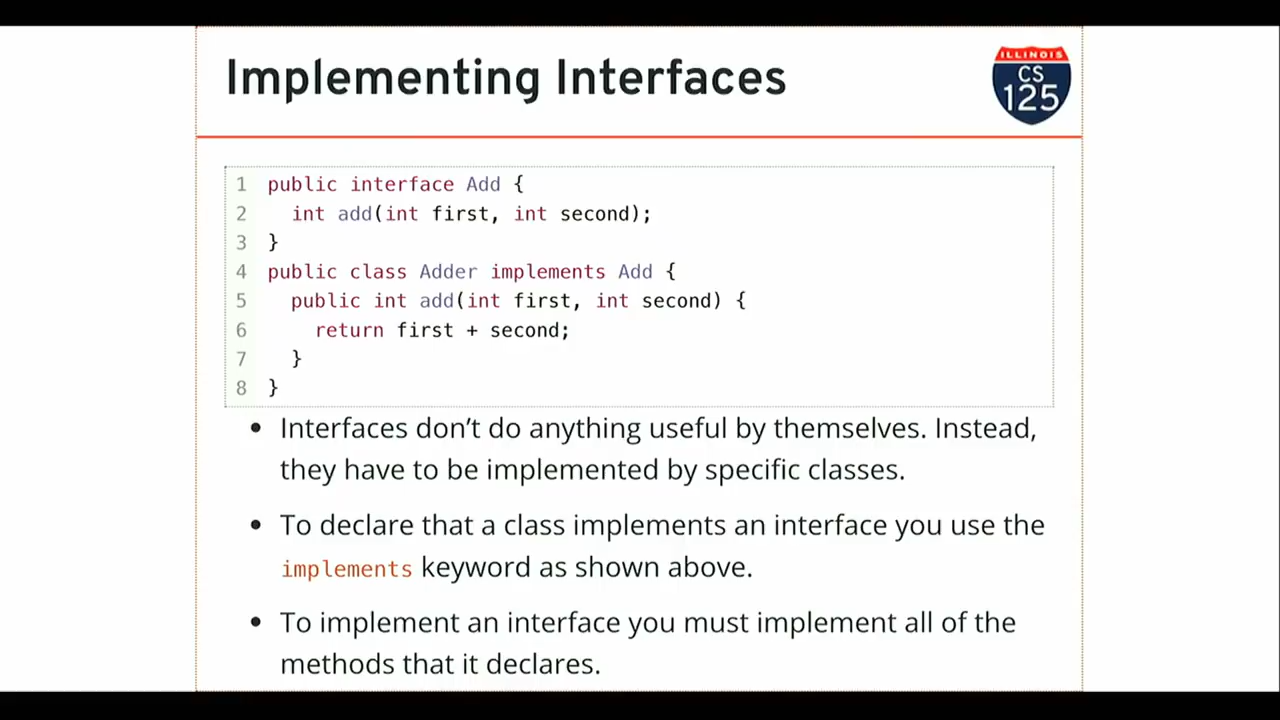 Implementing Interfaces
ILLINOIS
CS
125
1 public interface Add {
2   int add(int first, int second);
3 }
4 public class Adder implements Add {
5   public int add(int first, int second) {
6     return first + second;
7   }
8 }
• Interfaces don’t do anything useful by themselves. Instead,
they have to be implemented by specific classes.
• To declare that a class implements an interface you use the
implements keyword as shown above.
• To implement an interface you must implement all of the
methods that it declares.